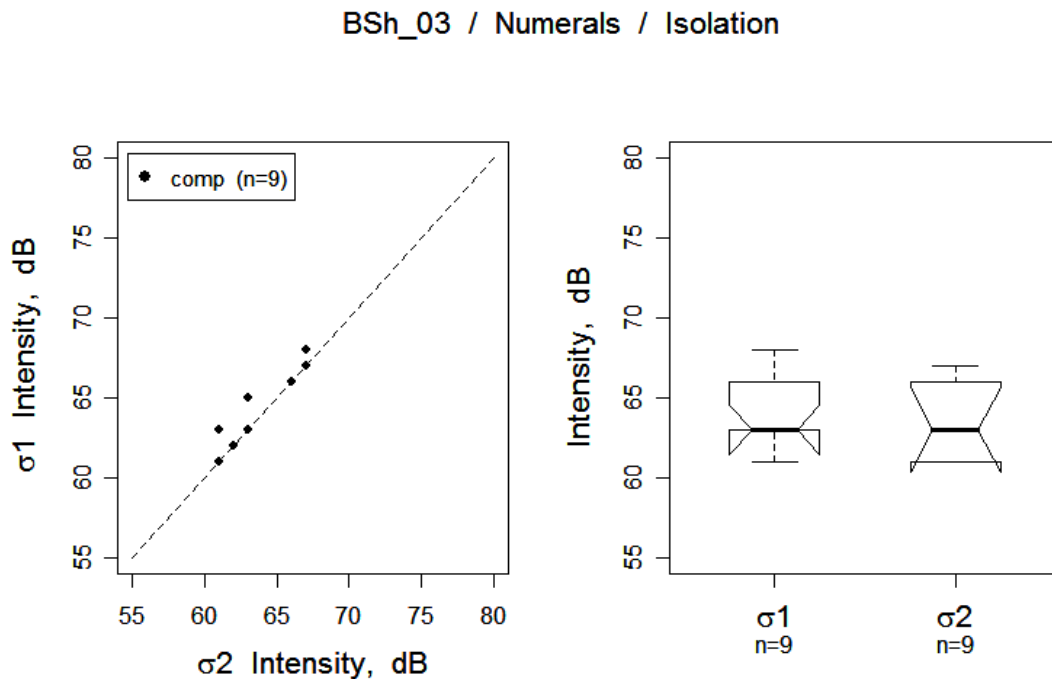 BSh_03 / Numerals / Isolation
80
75
70
65
60
55
σ1 Intensity, dB
comp (n=9)
55 60 65 70 75 80
σ2 Intensity, dB
80
75
70
65
60
55
Intensity, dB
σ1 σ2
n=9 n=9